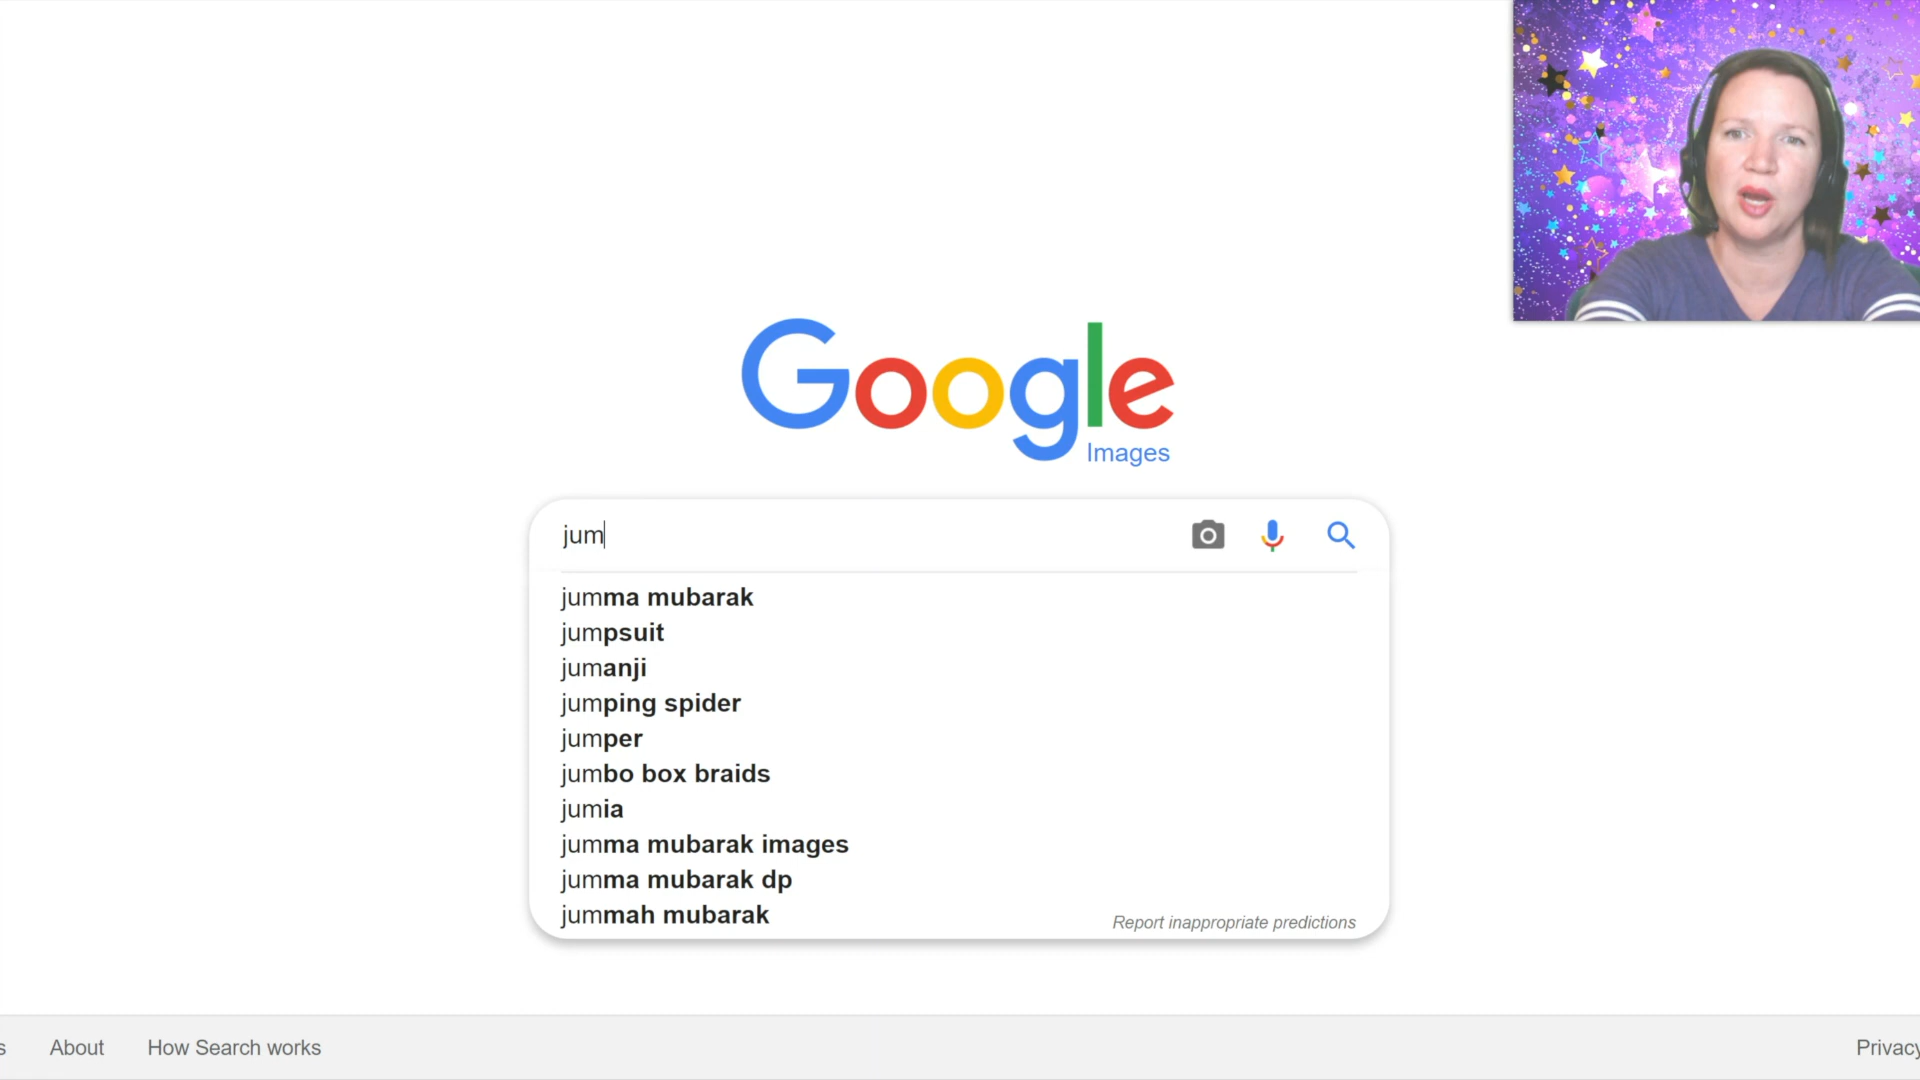 Google
Images
jum
jumma mubarak
jumpsuit
jumanji
jumping spider
jumper
jumbo box braids
jumia
jumma mubarak images
jumma mubarak dp
jummah mubarak
Report inappropriate predictions
s About How Search works Privacy